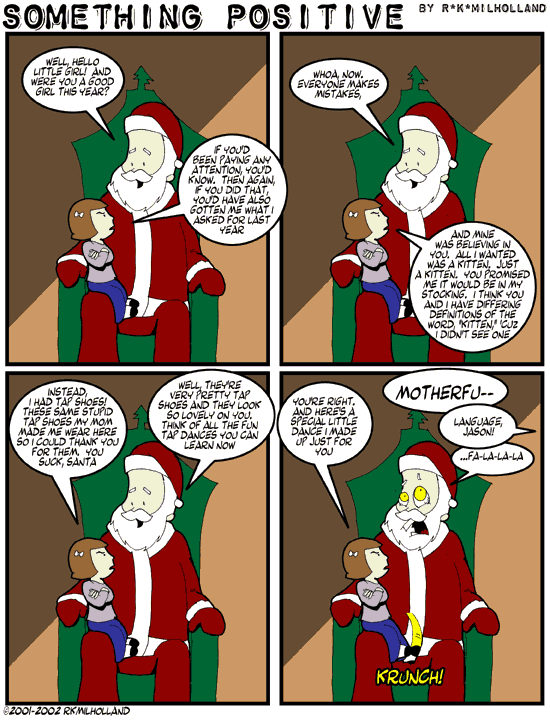 SOMETHING POSITIVE BY R*K*MILHOLLAND
WELL, HELLO
LITTLE GIRL! AND
WERE YOU A GOOD
GIRL THIS YEAR?
IF YOU'D
BEEN PAYING ANY
ATTENTION, YOU'D
KNOW. THEN AGAIN,
IF YOU DID THAT,
YOU'D HAVE ALSO
GOTTEN ME WHAT I
ASKED FOR LAST
YEAR
WHOA, NOW.
EVERYONE MAKES
MISTAKES,
AND MINE
WAS BELIEVING IN
YOU. ALL I WANTED
WAS A KITTEN. JUST
A KITTEN. YOU PROMISED
ME IT WOULD BE IN MY
STOCKING. I THINK YOU
AND I HAVE DIFFERING
DEFINITIONS OF THE
WORD, "KITTEN," 'CUZ
I DIDN'T SEE ONE
INSTEAD,
I HAD TAP SHOES!
THESE SAME STUPID
TAP SHOES MY MOM
MADE ME WEAR HERE
SO I COULD THANK YOU
FOR THEM. YOU
SUCK, SANTA
WELL, THEY'RE
VERY PRETTY TAP
SHOES AND THEY LOOK
SO LOVELY ON YOU.
THINK OF ALL THE FUN
TAP DANCES YOU CAN
LEARN NOW
YOU'RE RIGHT.
AND HERE'S A
SPECIAL LITTLE
DANCE I MADE
UP JUST FOR
YOU
MOTHERFU--
LANGUAGE,
JASON!
...FA-LA-LA-LA
KRUNCH!
©2001-2002 RKMILHOLLAND